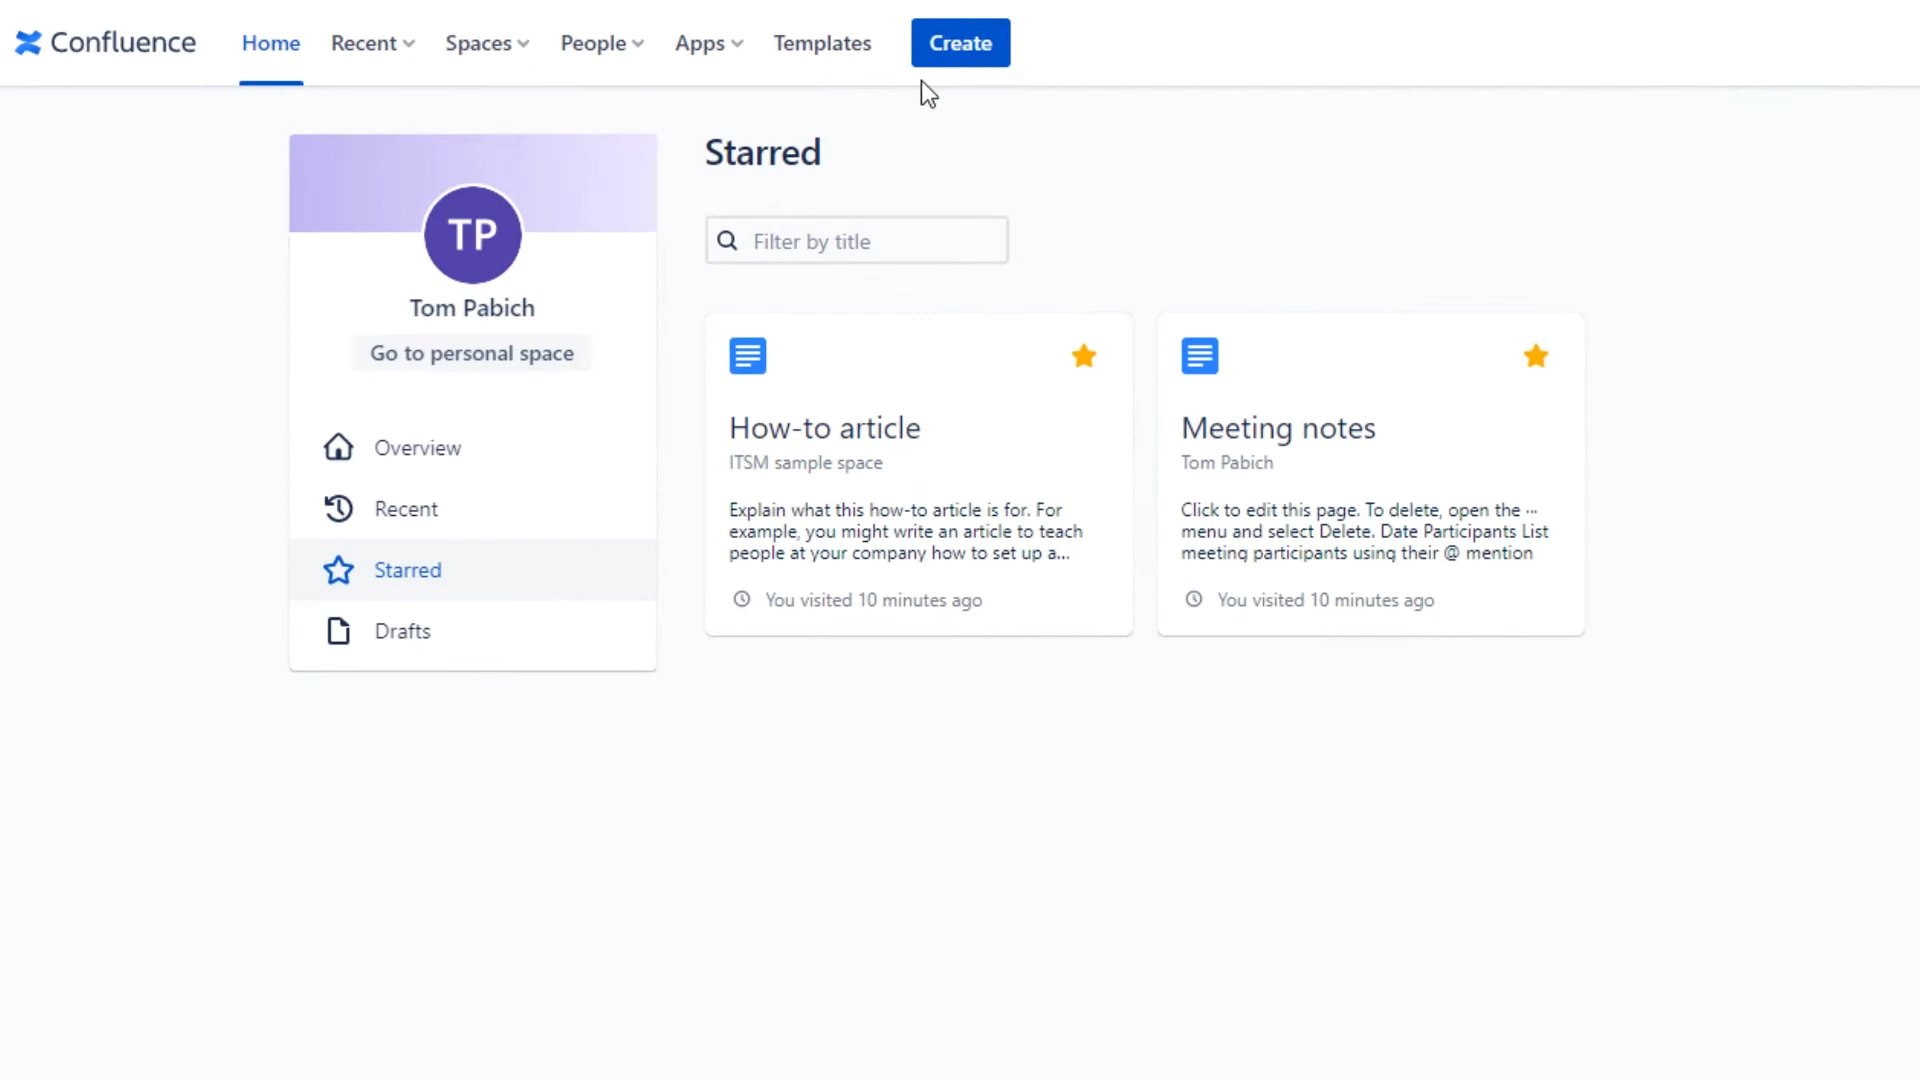 Confluence Home Recent Spaces People Apps Templates Create
TP
Tom Pabich
Go to personal space
Overview
Recent
Starred
Drafts
Starred
Filter by title
How-to article
ITSM sample space
Explain what this how-to article is for. For
example, you might write an article to teach
people at your company how to set up a...
You visited 10 minutes ago
Meeting notes
Tom Pabich
Click to edit this page. To delete, open the ···
menu and select Delete. Date Participants List
meeting participants using their @ mention
You visited 10 minutes ago